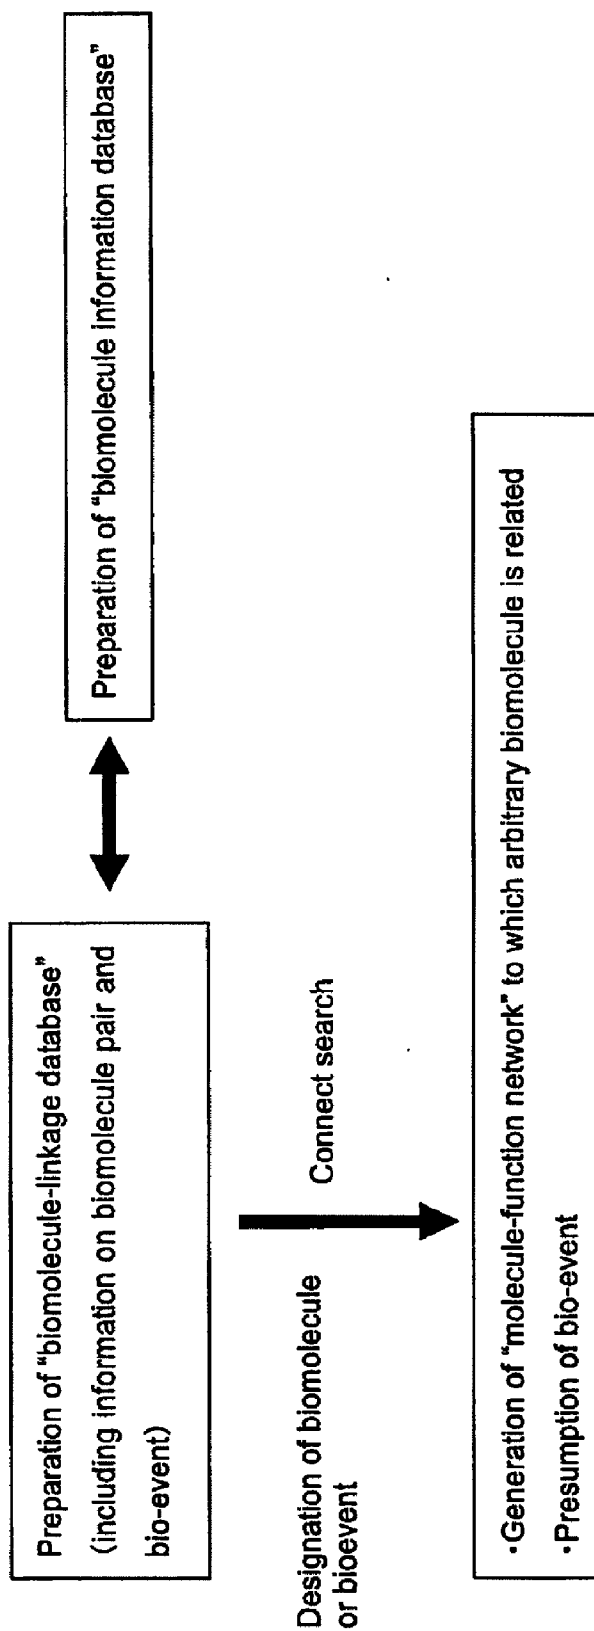 Preparation of “biomolecule-linkage database”
(including information on biomolecule pair and
bio-event)
Preparation of “biomolecule information database”
Designation of biomolecule
or bioevent
Connect search
•Generation of “molecule-function network” to which arbitrary biomolecule is related
•Presumption of bio-event